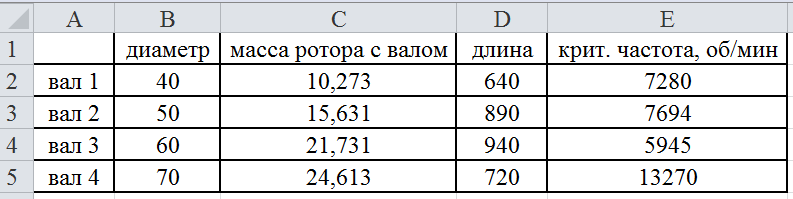 A B C D E
1 диаметр масса ротора с валом длина крит. частота, об/мин
2 вал 1 40 10,273 640 7280
3 вал 2 50 15,631 890 7694
4 вал 3 60 21,731 940 5945
5 вал 4 70 24,613 720 13270